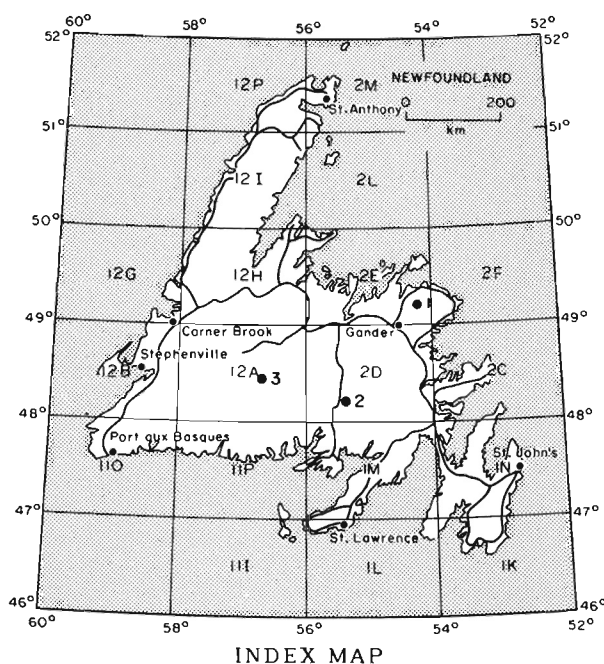 60° 58° 56° 54° 52°
52° 52°
12P 2M NEWFOUNDLAND
St. Anthony 0 200
km
51° 51°
12 I 2L
50° 50°
12G 12H 2E 2F
1
49° 49°
Corner Brook Gander
Stephenville
12B 12A 3 2D 2C
2
48° 48°
Port aux Basques St. John's
11O 11P 1M 1N
47° 47°
St. Lawrence
11I 1L 1K
46° 46°
60° 58° 56° 54° 52°
INDEX MAP